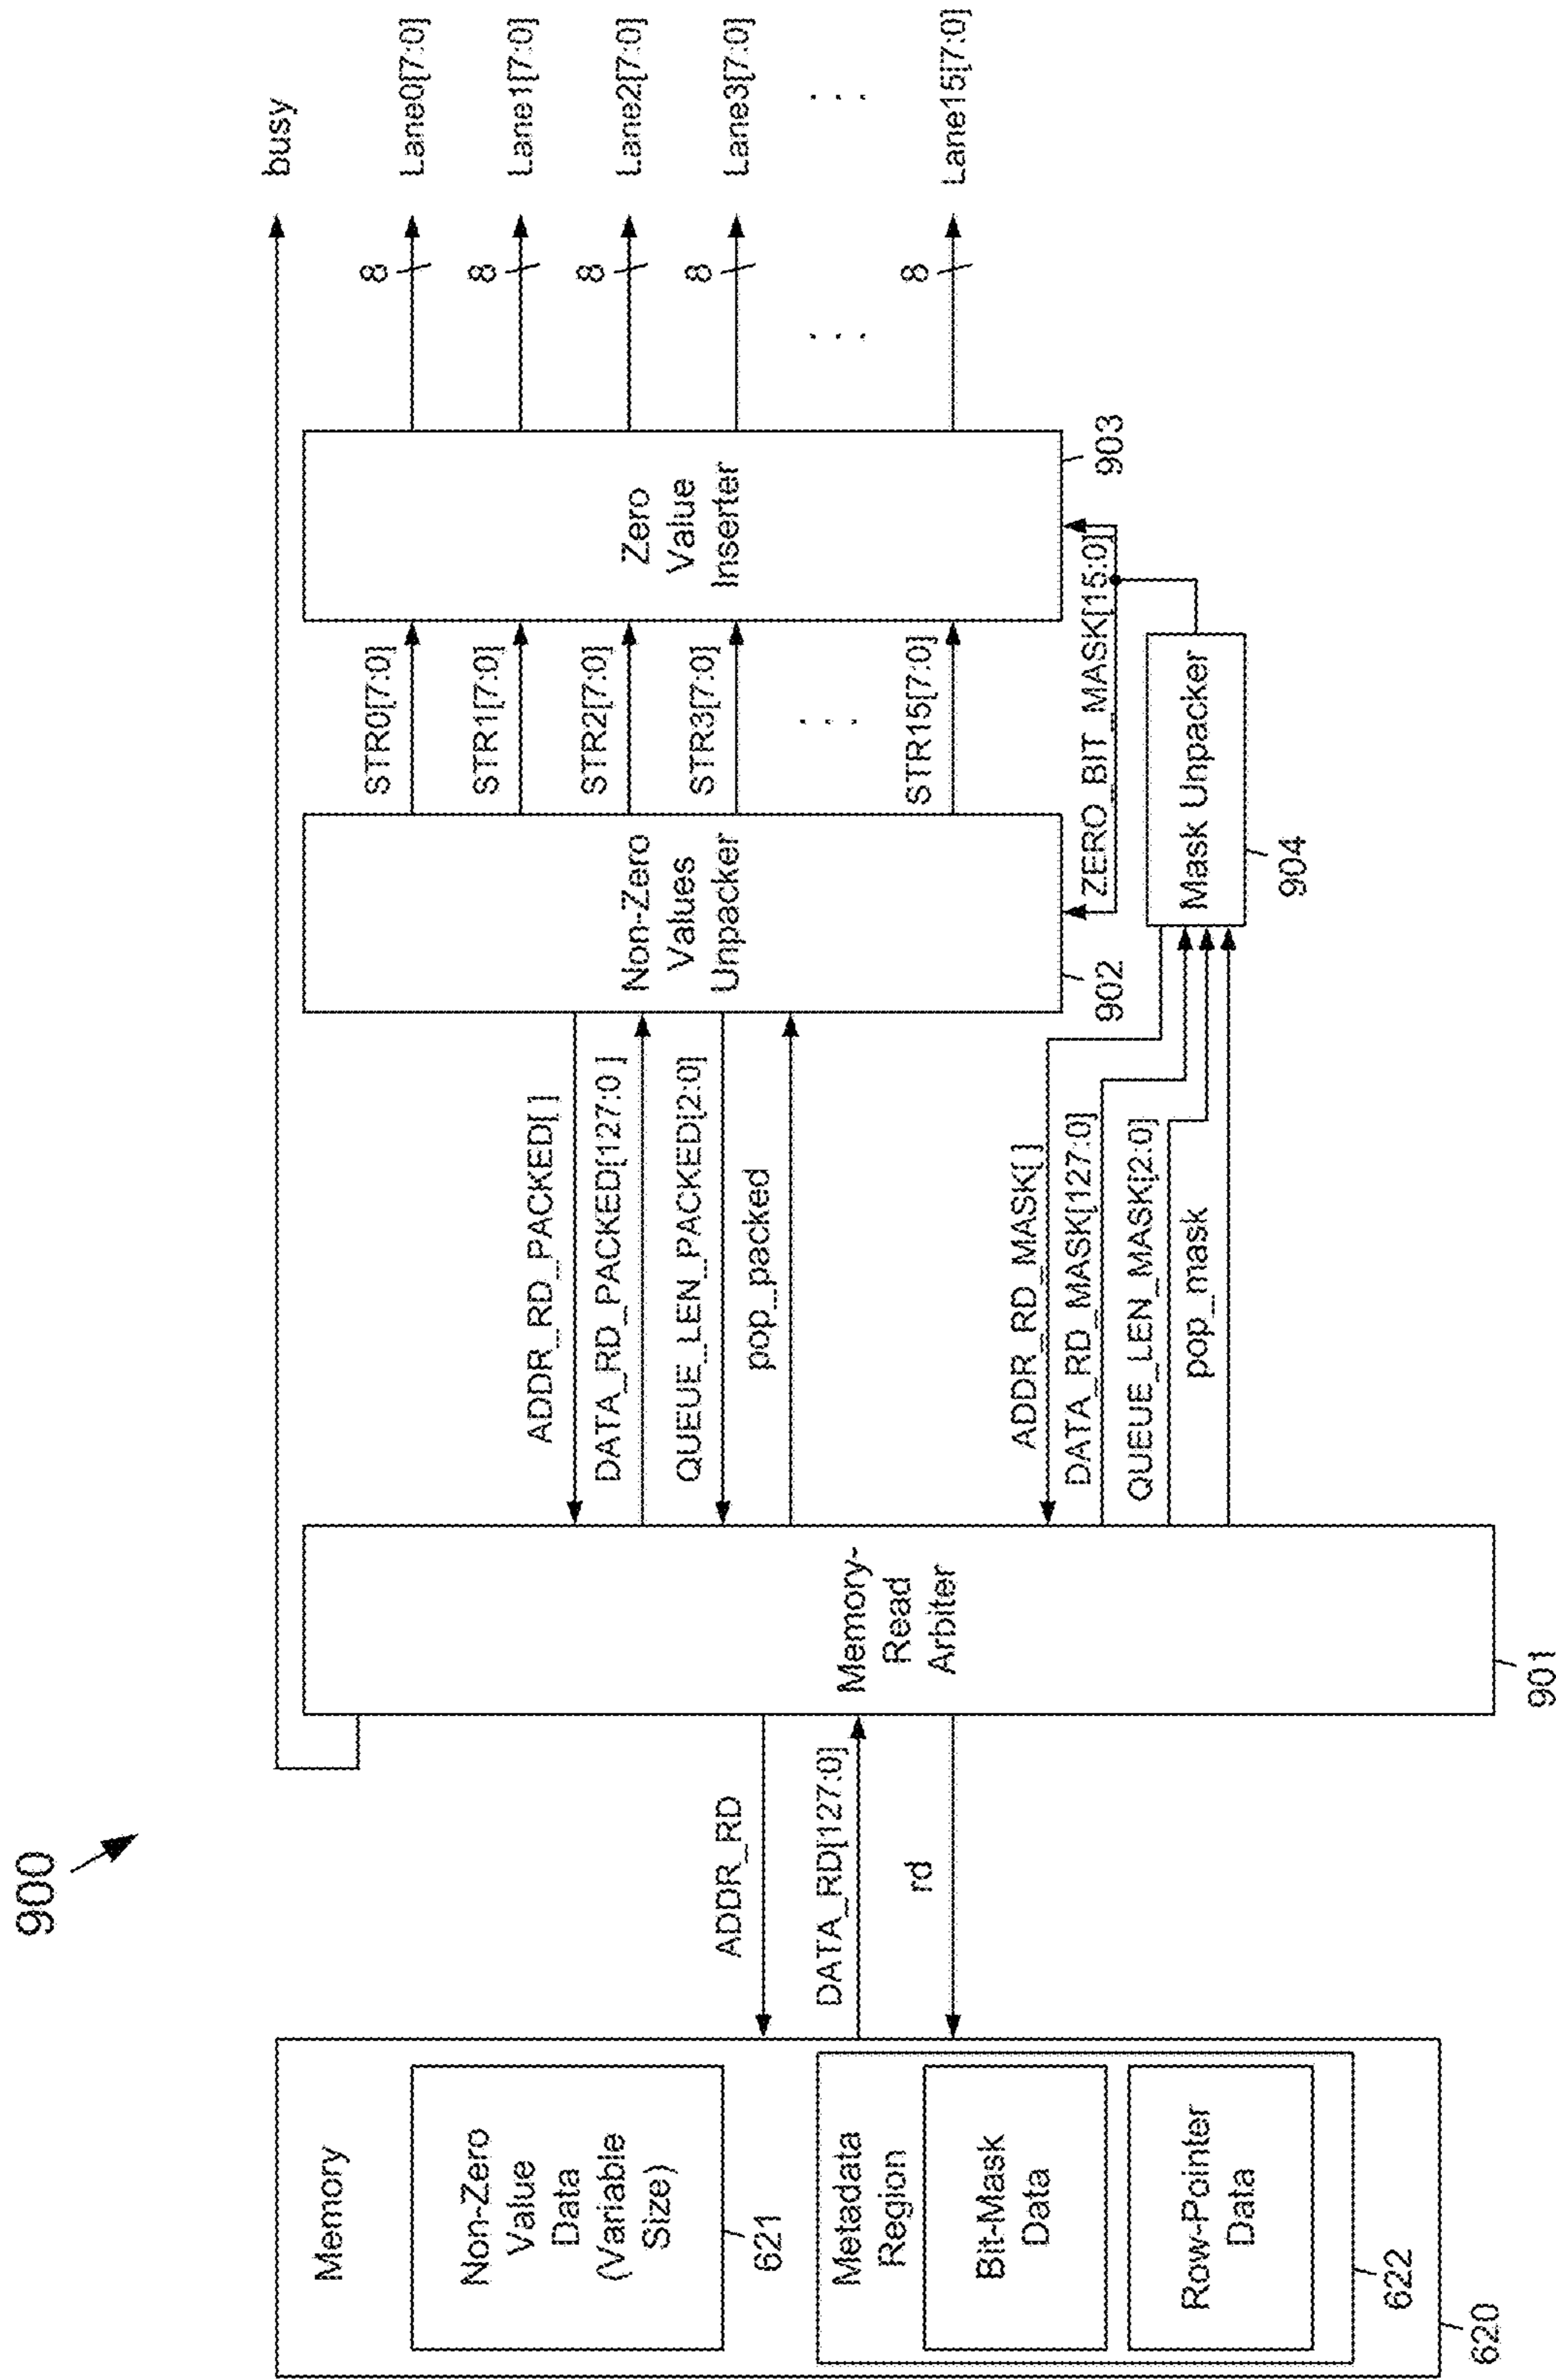 900
busy
Memory
Non-Zero
Value
Data
(Variable
Size)
621
Metadata
Region
Bit-Mask
Data
Row-Pointer
Data
622
620
ADDR_RD
DATA_RD[127:0]
rd
Memory-
Read
Arbiter
901
ADDR_RD_PACKED[ ]
DATA_RD_PACKED[127:0 ]
QUEUE_LEN_PACKED[2:0]
pop_packed
ADDR_RD_MASK[ ]
DATA_RD_MASK[127:0]
QUEUE_LEN_MASK[2:0]
pop_mask
Non-Zero
Values
Unpacker
902
STR0[7:0]
STR1[7:0]
STR2[7:0]
STR3[7:0]
. . .
STR15[7:0]
ZERO_BIT_MASK[15:0]
Mask Unpacker
904
Zero
Value
Inserter
903
8
8
8
8
. . .
8
Lane0[7:0]
Lane1[7:0]
Lane2[7:0]
Lane3[7:0]
. . .
Lane15[7:0]